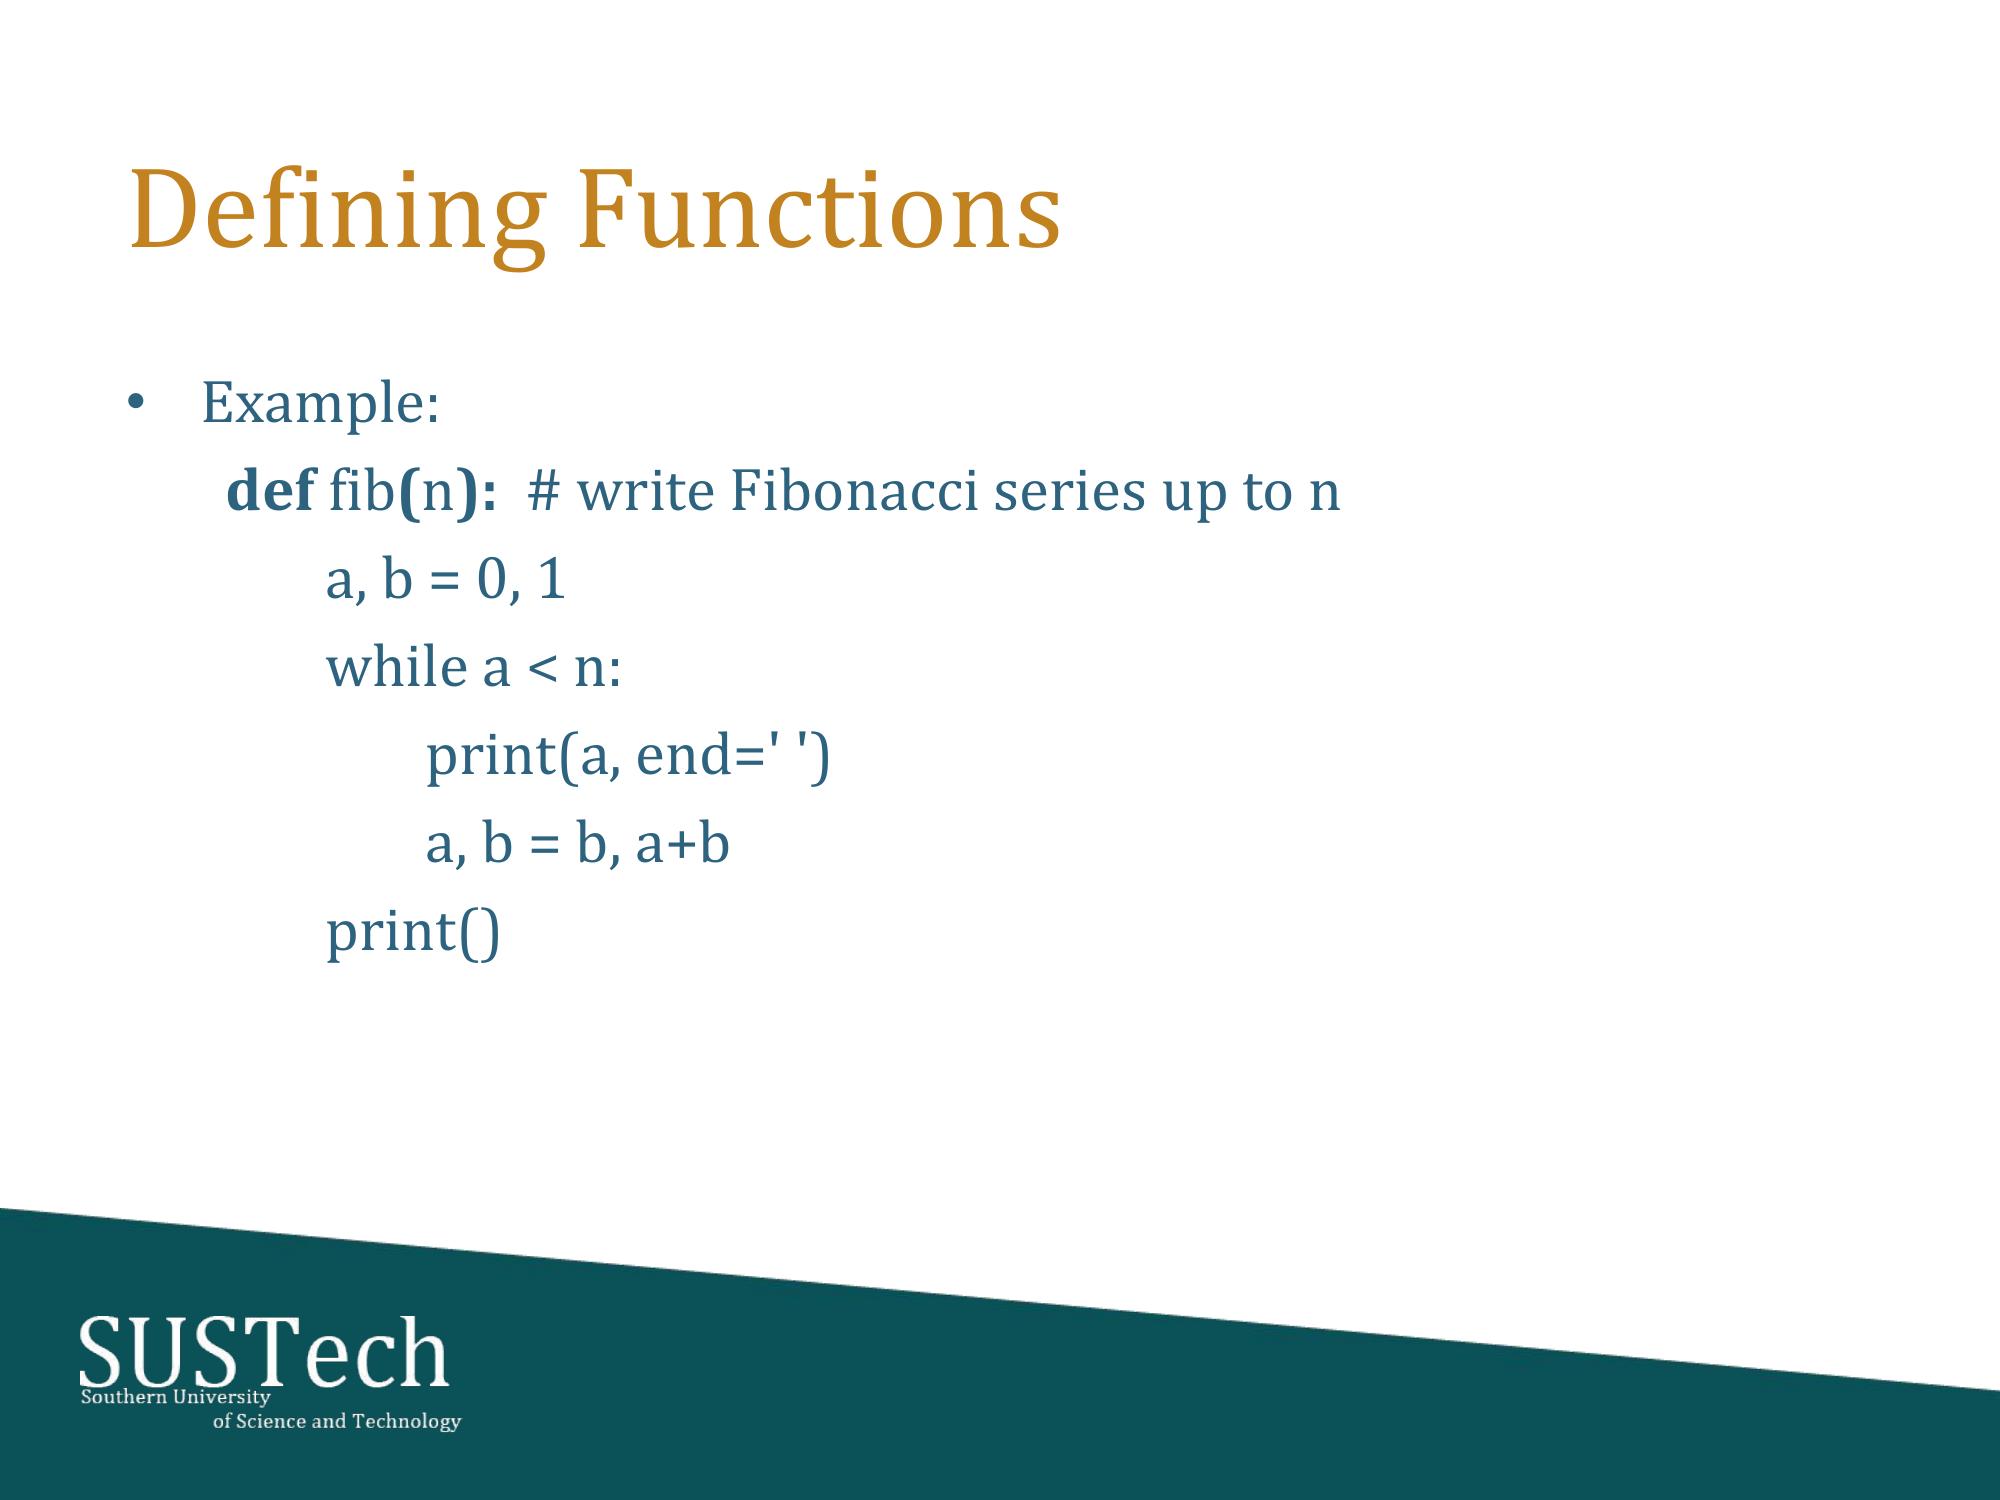 Defining Functions
• Example:
def fib(n):  # write Fibonacci series up to n
a, b = 0, 1
while a < n:
print(a, end=' ')
a, b = b, a+b
print()
SUSTech
Southern University
of Science and Technology